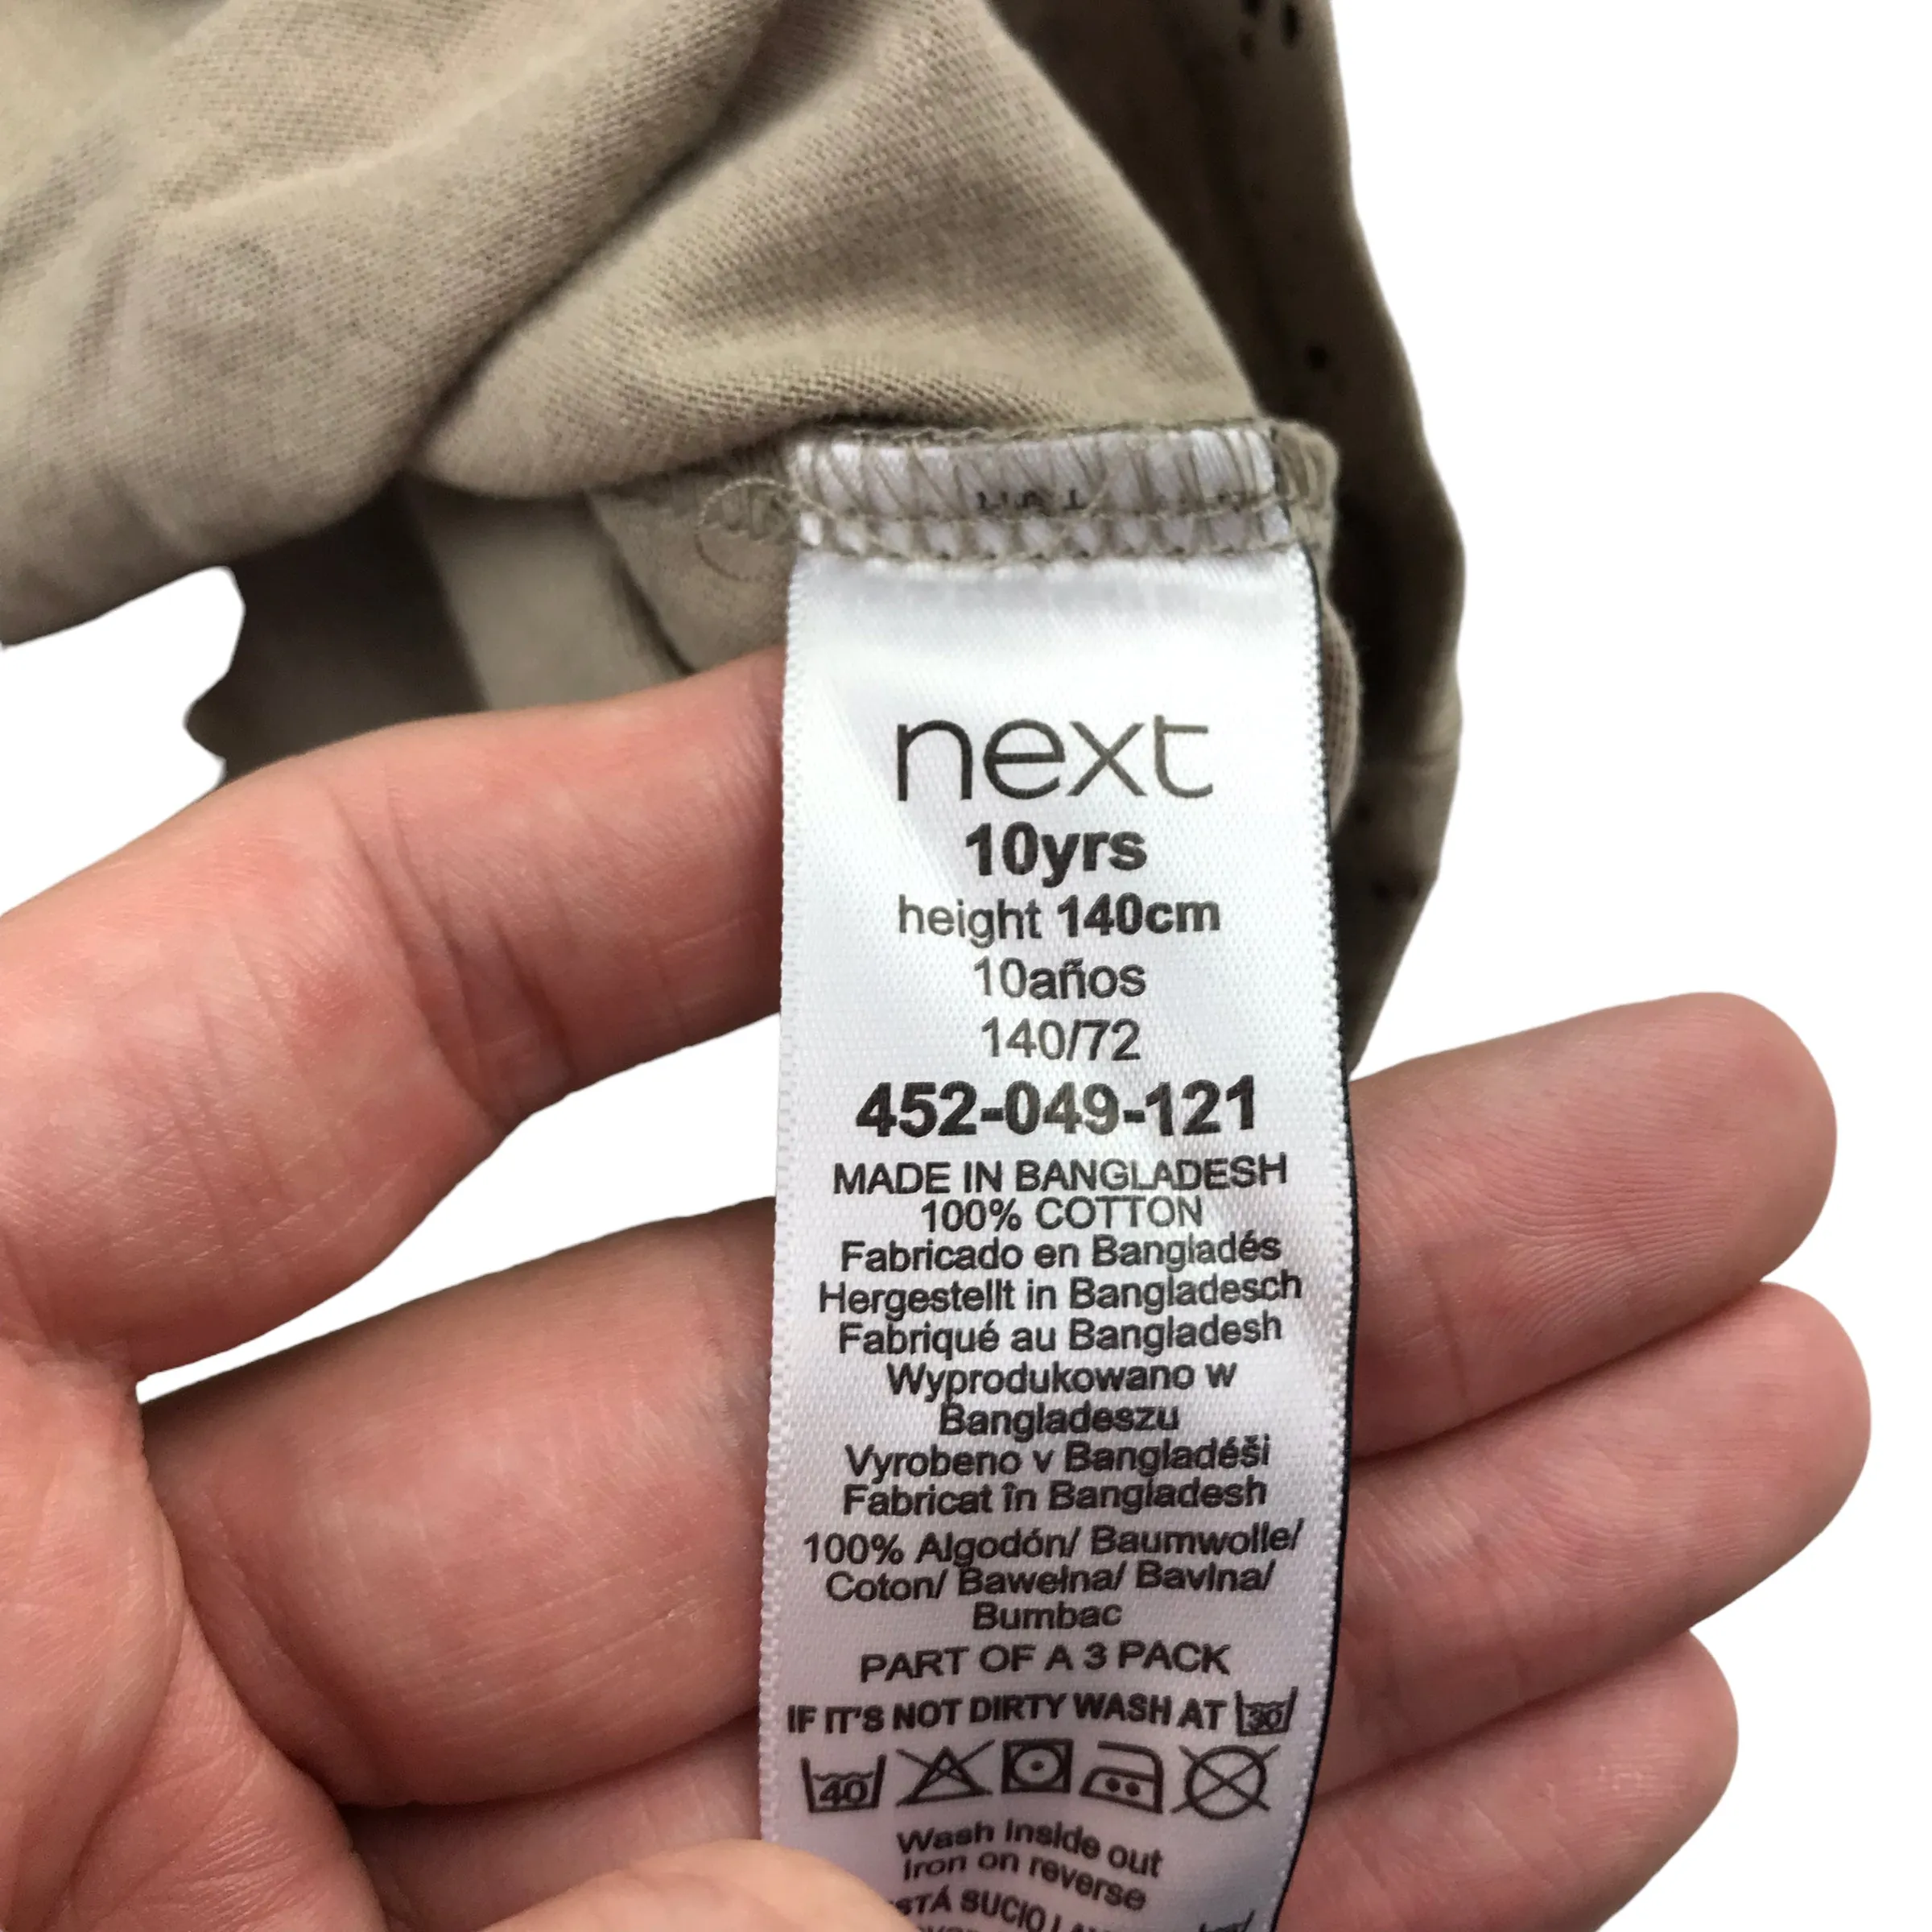 next
10yrs
height 140cm
10años
140/72
452-049-121
MADE IN BANGLADESH
100% COTTON
Fabricado en Bangladés
Hergestellt in Bangladesch
Fabriqué au Bangladesh
Wyprodukowano w
Bangladeszu
Vyrobeno v Bangladéši
Fabricat în Bangladesh
100% Algodón/ Baumwolle/
Coton/ Bawełna/ Bavlna/
Bumbac
PART OF A 3 PACK
IF IT'S NOT DIRTY WASH AT 30
40
Wash inside out
Iron on reverse
SUCIO